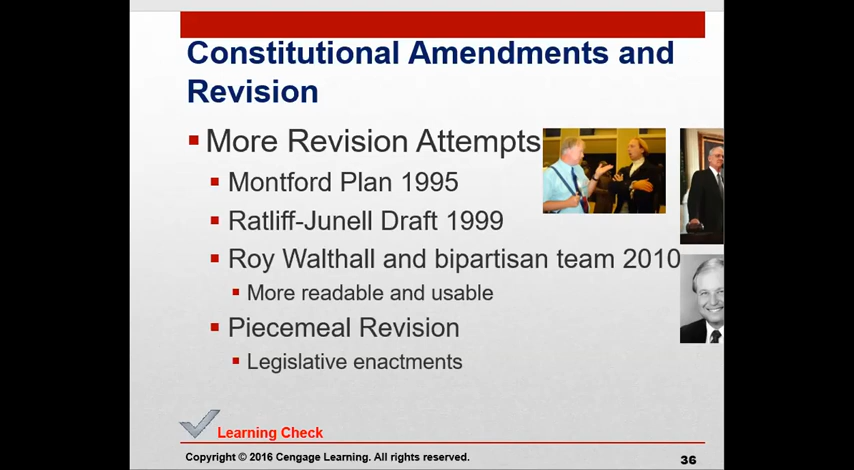 Constitutional Amendments and
Revision
More Revision Attempts
Montford Plan 1995
Ratliff-Junell Draft 1999
Roy Walthall and bipartisan team 2010
More readable and usable
Piecemeal Revision
Legislative enactments
Learning Check
Copyright © 2016 Cengage Learning. All rights reserved.
36